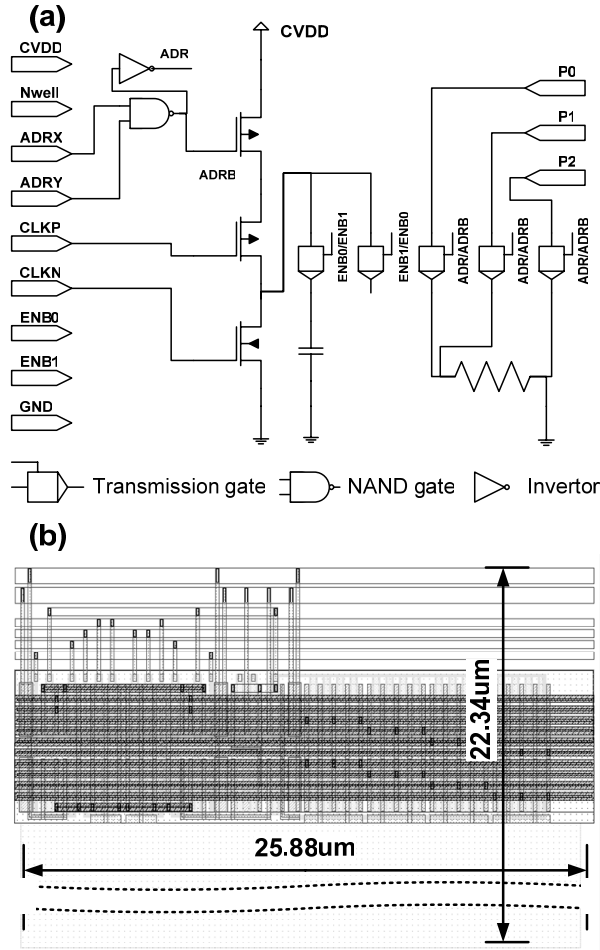 (a)
CVDD
Nwell
ADRX
ADRY
CLKP
CLKN
ENB0
ENB1
GND
ADR
ADRB
CVDD
ENB0/ENB1
ENB1/ENB0
ADR/ADRB
ADR/ADRB
ADR/ADRB
P0
P1
P2
Transmission gate
NAND gate
Invertor
(b)
22.34um
25.88um